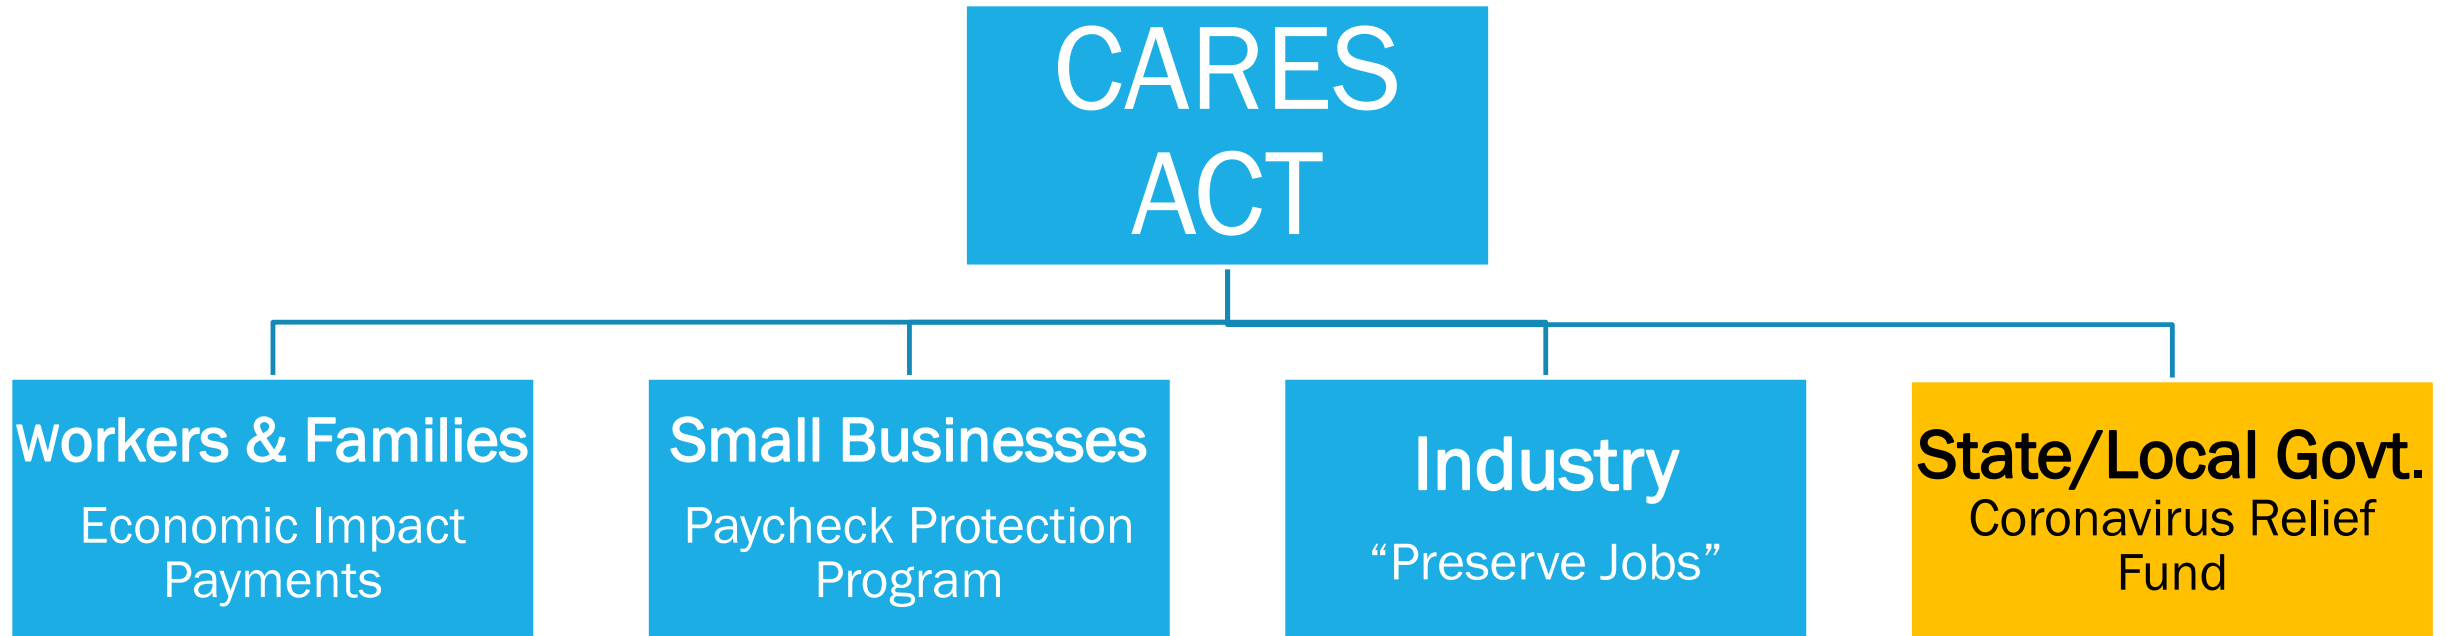 CARES
ACT
Workers & Families
Economic Impact
Payments
Small Businesses
Paycheck Protection
Program
Industry
“Preserve Jobs”
State/Local Govt.
Coronavirus Relief
Fund